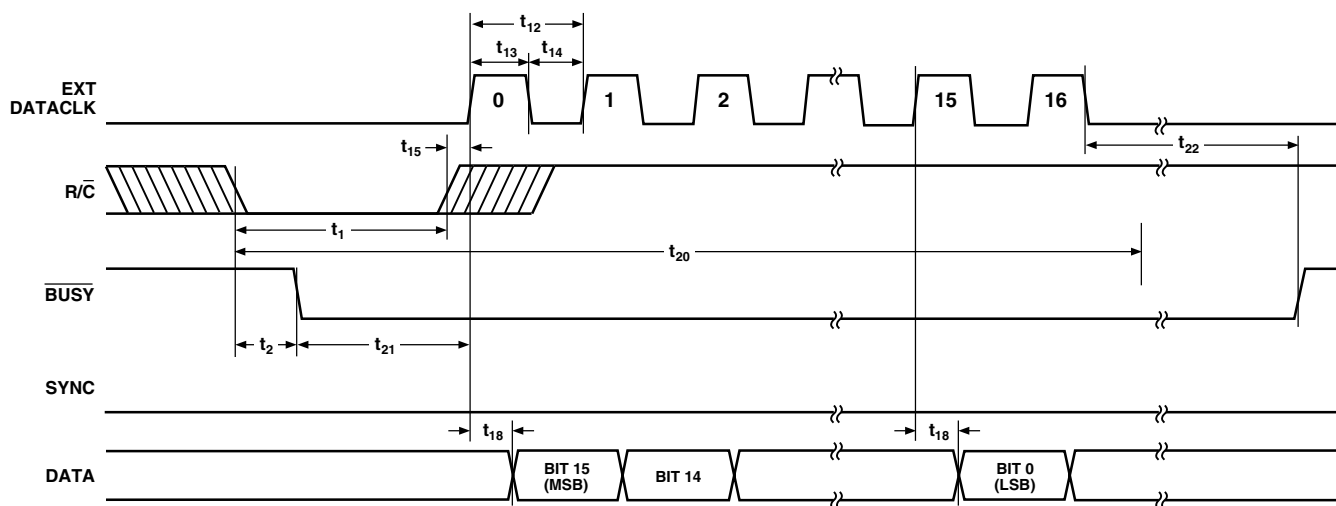 t12
t13 t14
EXT
DATACLK
0 1 2 15 16
t15
t22
R/C̅
t1
t20
B̅U̅S̅Y̅
t2 t21
SYNC
t18 t18
DATA
BIT 15
(MSB)
BIT 14
BIT 0
(LSB)